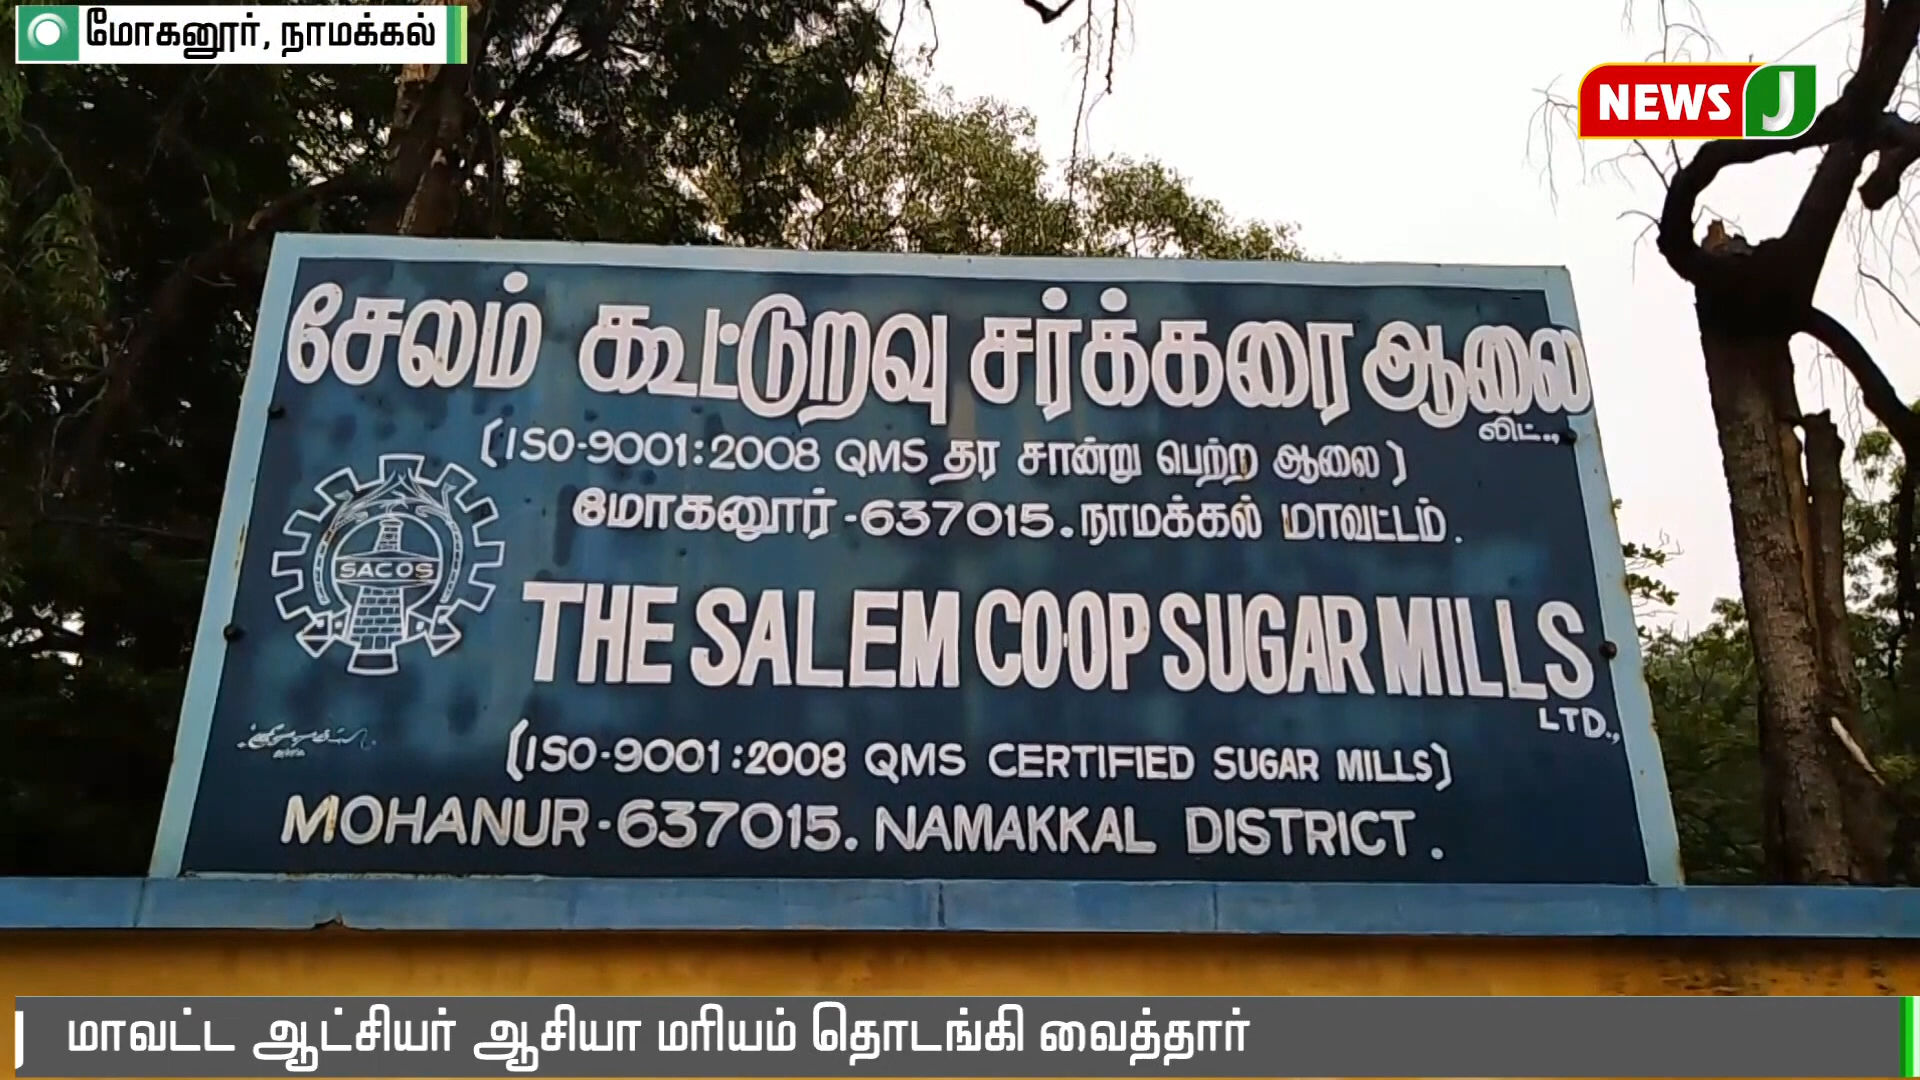 மோகனூர், நாமக்கல்
NEWS J
சேலம் கூட்டுறவு சர்க்கரை ஆலை
லிட்.,
(ISO-9001:2008 QMS தர சான்று பெற்ற ஆலை)
மோகனூர்-637015. நாமக்கல் மாவட்டம்.
SACOS
THE SALEM CO-OP SUGAR MILLS
LTD.,
(ISO-9001:2008 QMS CERTIFIED SUGAR MILLS)
MOHANUR-637015. NAMAKKAL DISTRICT.
மாவட்ட ஆட்சியர் ஆசியா மரியம் தொடங்கி வைத்தார்